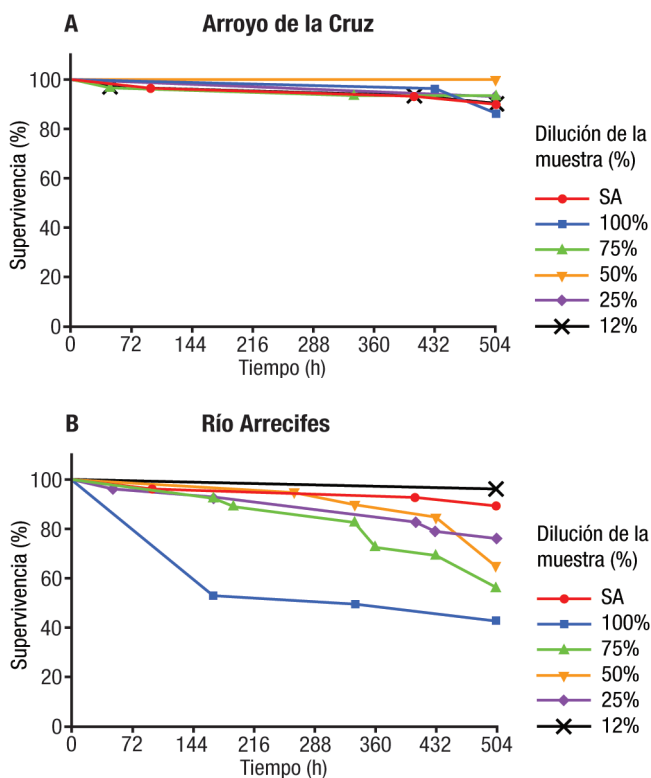 A Arroyo de la Cruz
Supervivencia (%)
100
80
60
40
20
0
0 72 144 216 288 360 432 504
Tiempo (h)
Dilución de la
muestra (%)
SA
100%
75%
50%
25%
12%
B Río Arrecifes
Supervivencia (%)
100
80
60
40
20
0
0 72 144 216 288 360 432 504
Tiempo (h)
Dilución de la
muestra (%)
SA
100%
75%
50%
25%
12%